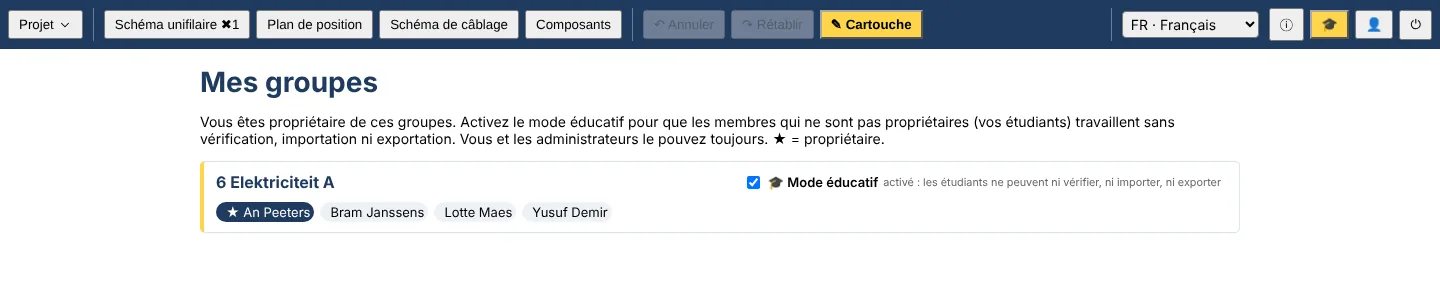 Projet
Schéma unifilaire ✖1
Plan de position
Schéma de câblage
Composants
↶ Annuler
↷ Rétablir
✎ Cartouche
FR · Français
ⓘ
🎓
👤
⏻
Mes groupes
Vous êtes propriétaire de ces groupes. Activez le mode éducatif pour que les membres qui ne sont pas propriétaires (vos étudiants) travaillent sans
vérification, importation ni exportation. Vous et les administrateurs le pouvez toujours. ★ = propriétaire.
6 Elektriciteit A
🎓 Mode éducatif activé : les étudiants ne peuvent ni vérifier, ni importer, ni exporter
★ An Peeters
Bram Janssens
Lotte Maes
Yusuf Demir